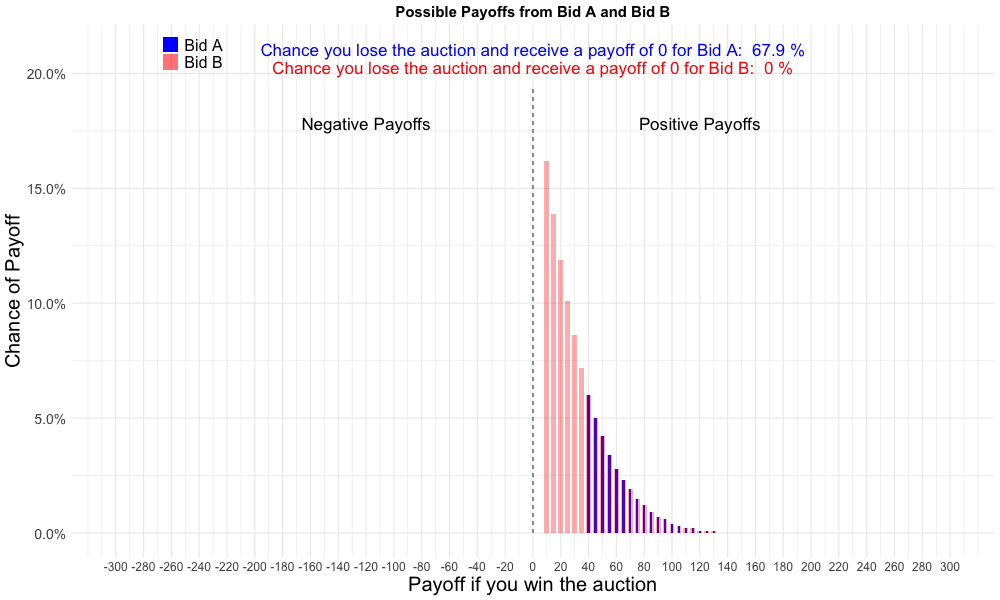 Possible Payoffs from Bid A and Bid B
Bid A
Bid B
Chance you lose the auction and receive a payoff of 0 for Bid A:  67.9 %
Chance you lose the auction and receive a payoff of 0 for Bid B:  0 %
Negative Payoffs
Positive Payoffs
Chance of Payoff
20.0%
15.0%
10.0%
5.0%
0.0%
-300 -280 -260 -240 -220 -200 -180 -160 -140 -120 -100 -80 -60 -40 -20 0 20 40 60 80 100 120 140 160 180 200 220 240 260 280 300
Payoff if you win the auction